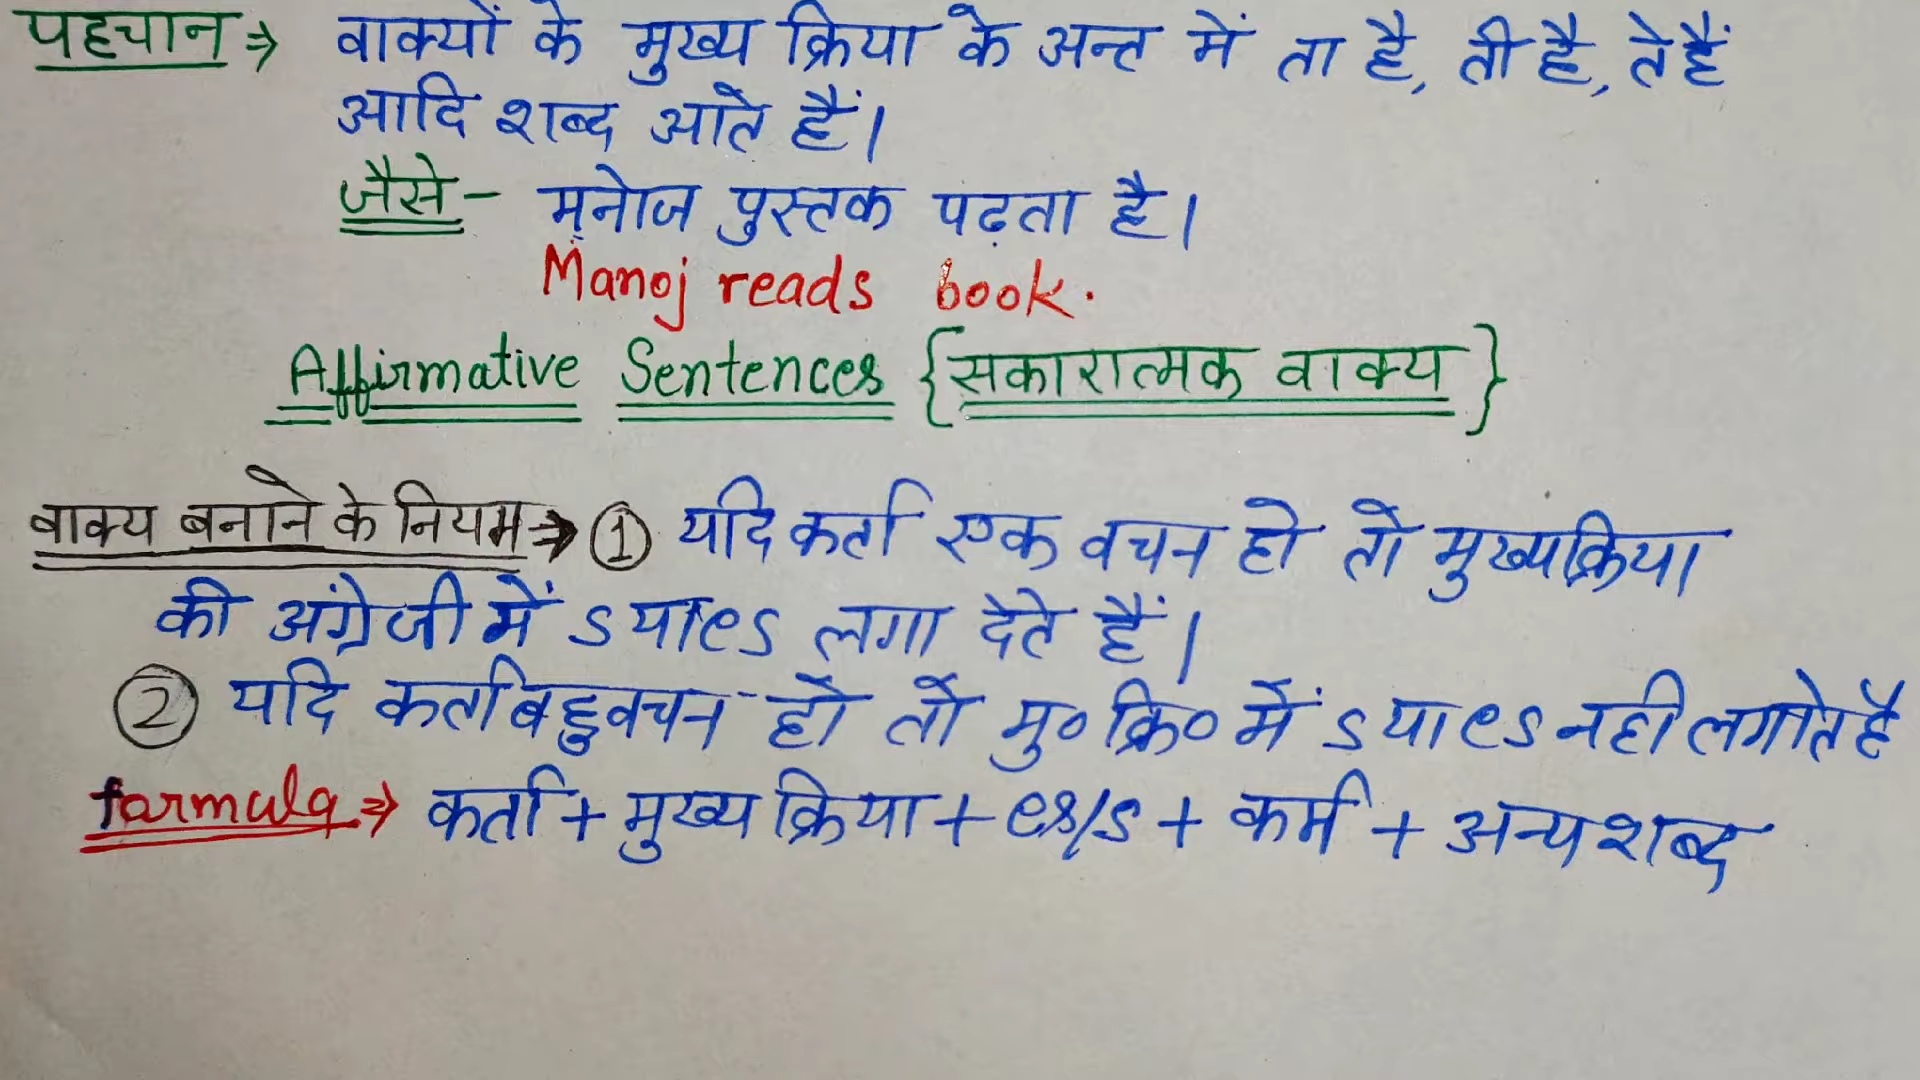 पहचान ⇒ वाक्यों के मुख्य क्रिया के अन्त में ता है, ती है, ते हैं
आदि शब्द आते हैं।
जैसे - मनोज पुस्तक पढ़ता है।
Manoj reads book.
Affirmative Sentences {सकारात्मक वाक्य}
वाक्य बनाने के नियम ⇒ ① यदि कर्ता एक वचन हो तो मुख्यक्रिया
की अंग्रेजी में s या es लगा देते हैं।
② यदि कर्ता बहुवचन हो तो मु० क्रि० में s या es नही लगाते है
formula ⇒ कर्ता + मुख्य क्रिया + es/s + कर्म + अन्य शब्द